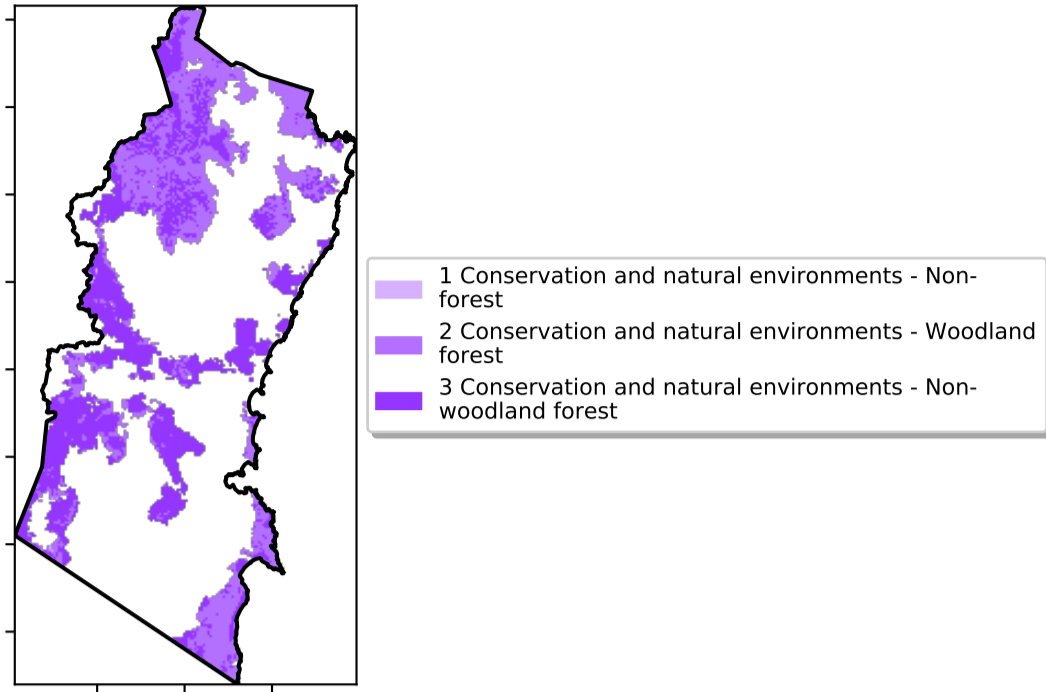 1 Conservation and natural environments - Non-
forest
2 Conservation and natural environments - Woodland
forest
3 Conservation and natural environments - Non-
woodland forest